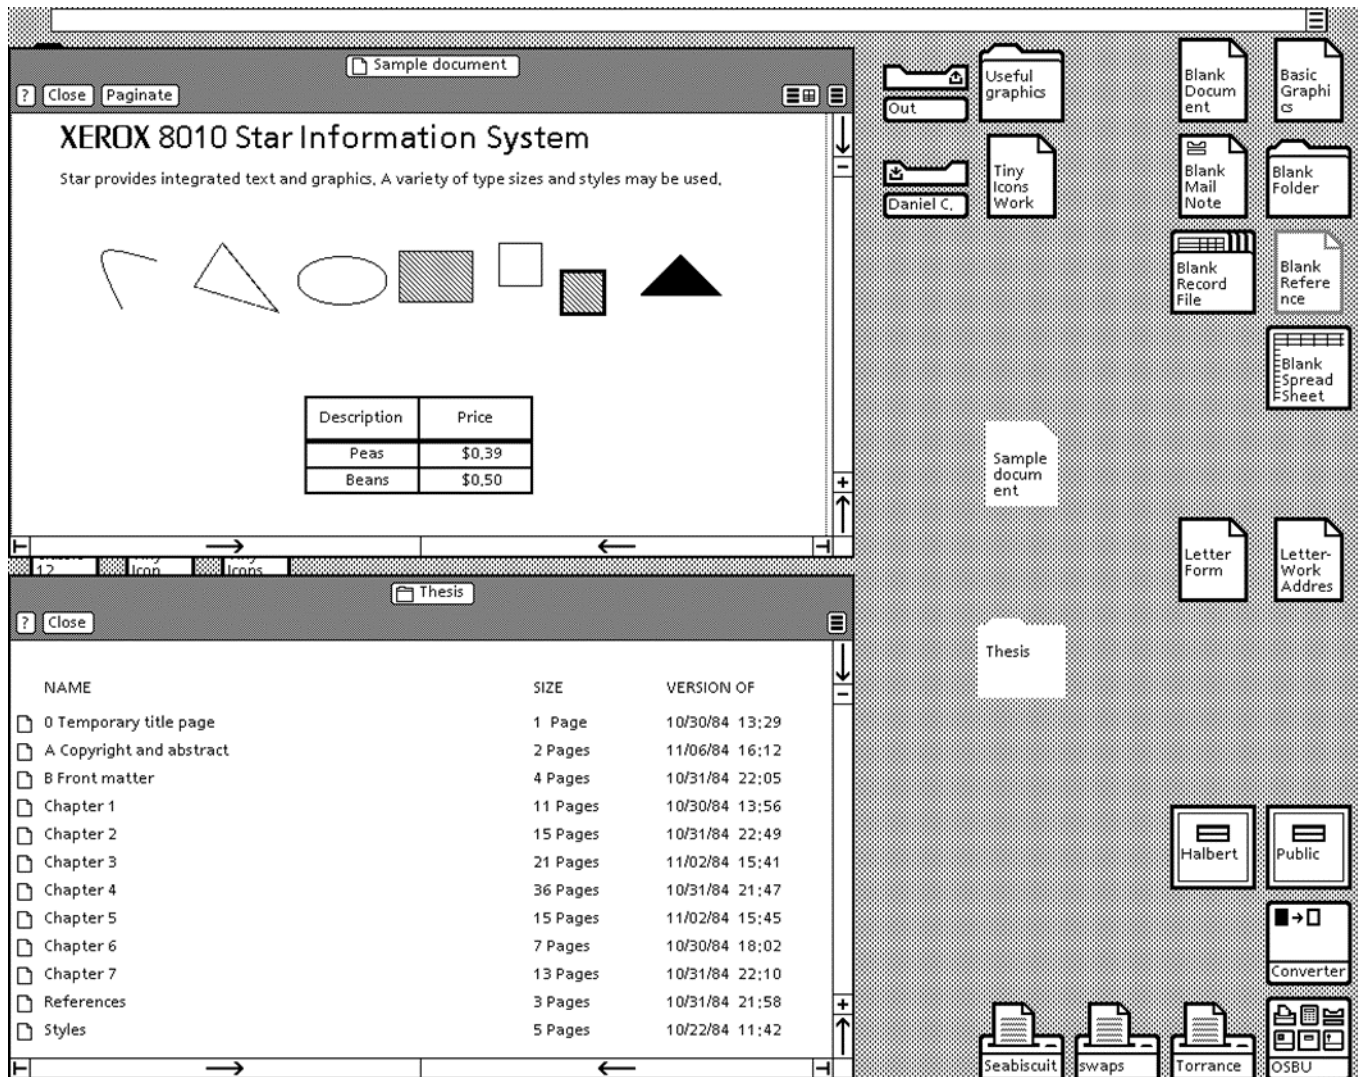 Sample document
? Close Paginate
XEROX 8010 Star Information System
Star provides integrated text and graphics. A variety of type sizes and styles may be used.
Description Price
Peas $0.39
Beans $0.50
12 Icon Icons
Thesis
? Close
NAME SIZE VERSION OF
0 Temporary title page 1 Page 10/30/84 13:29
A Copyright and abstract 2 Pages 11/06/84 16:12
B Front matter 4 Pages 10/31/84 22:05
Chapter 1 11 Pages 10/30/84 13:56
Chapter 2 15 Pages 10/31/84 22:49
Chapter 3 21 Pages 11/02/84 15:41
Chapter 4 36 Pages 10/31/84 21:47
Chapter 5 15 Pages 11/02/84 15:45
Chapter 6 7 Pages 10/30/84 18:02
Chapter 7 13 Pages 10/31/84 22:10
References 3 Pages 10/31/84 21:58
Styles 5 Pages 10/22/84 11:42
Out
Useful
graphics
Blank
Docum
ent
Basic
Graphi
cs
Daniel C.
Tiny
Icons
Work
Blank
Mail
Note
Blank
Folder
Blank
Record
File
Blank
Refere
nce
Blank
Spread
Sheet
Sample
docum
ent
Letter
Form
Letter-
Work
Addres
Thesis
Halbert
Public
Converter
Seabiscuit
swaps
Torrance
OSBU